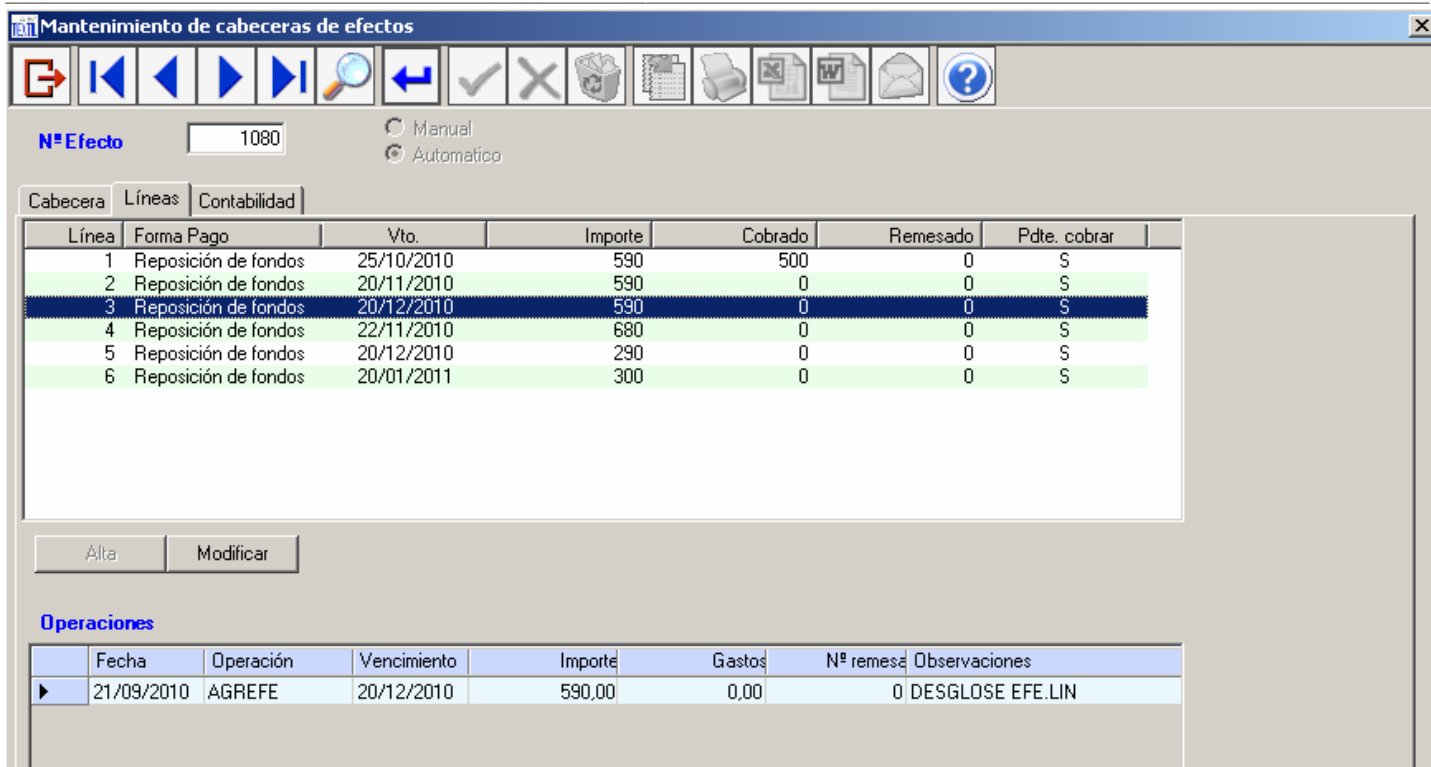 Mantenimiento de cabeceras de efectos
Nº Efecto 1080 Manual
Automatico
Cabecera Líneas Contabilidad
Línea Forma Pago Vto. Importe Cobrado Remesado Pdte. cobrar
1 Reposición de fondos 25/10/2010 590 500 0 S
2 Reposición de fondos 20/11/2010 590 0 0 S
3 Reposición de fondos 20/12/2010 590 0 0 S
4 Reposición de fondos 22/11/2010 680 0 0 S
5 Reposición de fondos 20/12/2010 290 0 0 S
6 Reposición de fondos 20/01/2011 300 0 0 S
Alta Modificar
Operaciones
Fecha Operación Vencimiento Importe Gastos Nº remesa Observaciones
21/09/2010 AGREFE 20/12/2010 590,00 0,00 0 DESGLOSE EFE.LIN